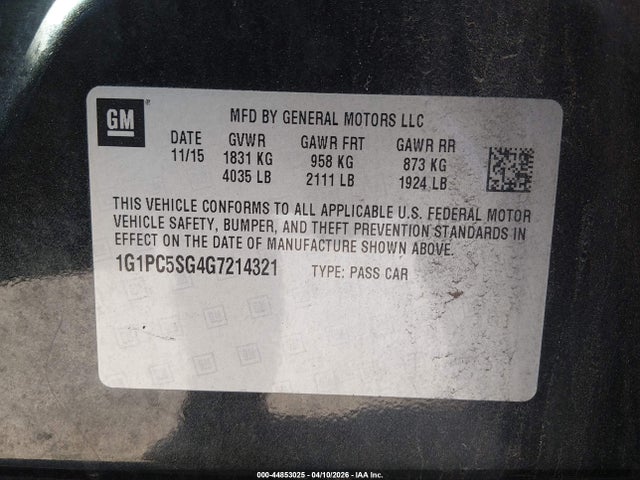 GM
MFD BY GENERAL MOTORS LLC
DATE GVWR GAWR FRT GAWR RR
11/15 1831 KG 958 KG 873 KG
4035 LB 2111 LB 1924 LB
THIS VEHICLE CONFORMS TO ALL APPLICABLE U.S. FEDERAL MOTOR
VEHICLE SAFETY, BUMPER, AND THEFT PREVENTION STANDARDS IN
EFFECT ON THE DATE OF MANUFACTURE SHOWN ABOVE.
1G1PC5SG4G7214321 TYPE: PASS CAR
000-44853025 - 04/10/2026 - IAA Inc.